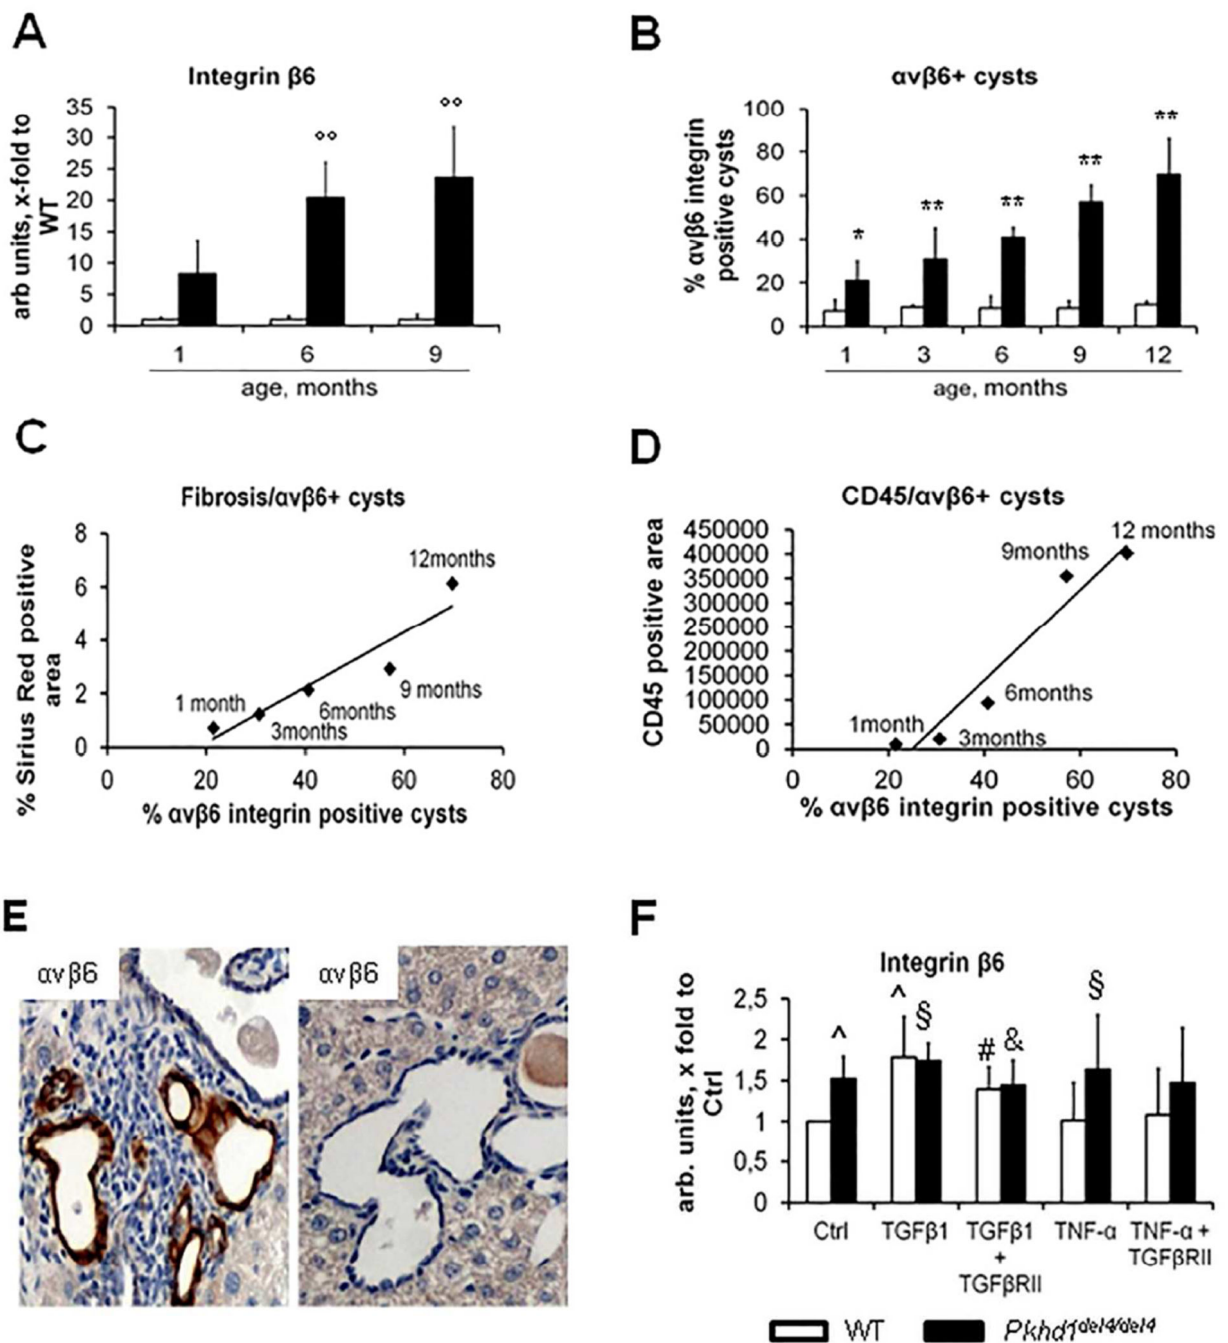 A
Integrin β6
arb units, x-fold to
WT
35
30
25
20
15
10
5
0
°°
°°
1 6 9
age, months
B
αvβ6+ cysts
% αvβ6 integrin
positive cysts
100
80
60
40
20
0
*
**
**
**
**
1 3 6 9 12
age, months
C
Fibrosis/αvβ6+ cysts
% Sirius Red positive
area
8
6
4
2
0
12months
1 month
9 months
6months
3months
0 20 40 60 80
% αvβ6 integrin positive cysts
D
CD45/αvβ6+ cysts
CD45 positive area
450000
400000
350000
300000
250000
200000
150000
100000
50000
0
12 months
9months
6months
1month
3months
0 20 40 60 80
% αvβ6 integrin positive cysts
E
αvβ6
αvβ6
F
Integrin β6
arb. units, x fold to
Ctrl
2,5
2
1,5
1
0,5
0
^
^
§
#
&
§
Ctrl TGFβ1 TGFβ1 TNF-α TNF-α +
+ TGFβRII
TGFβRII
WT Pkhd1del4/del4